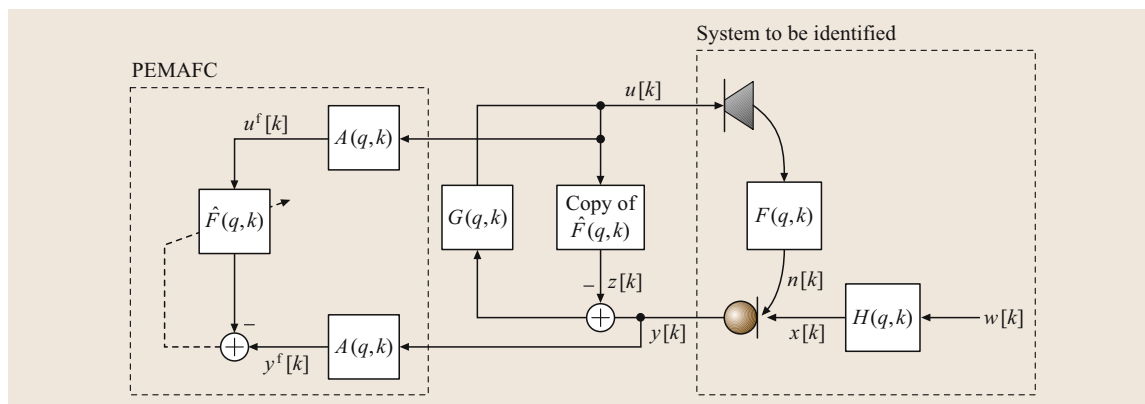 System to be identified
PEMAFC
u[k]
u^f[k]
A(q,k)
F̂(q,k)
G(q,k)
Copy of
F̂(q,k)
F(q,k)
−
z[k]
n[k]
H(q,k)
w[k]
x[k]
y[k]
+
−
+
y^f[k]
A(q,k)